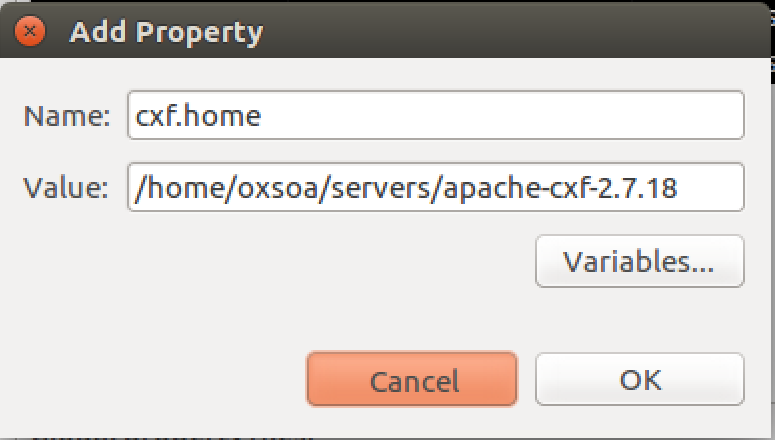 Add Property
Name: cxf.home
Value: /home/oxsoa/servers/apache-cxf-2.7.18
Variables...
Cancel OK